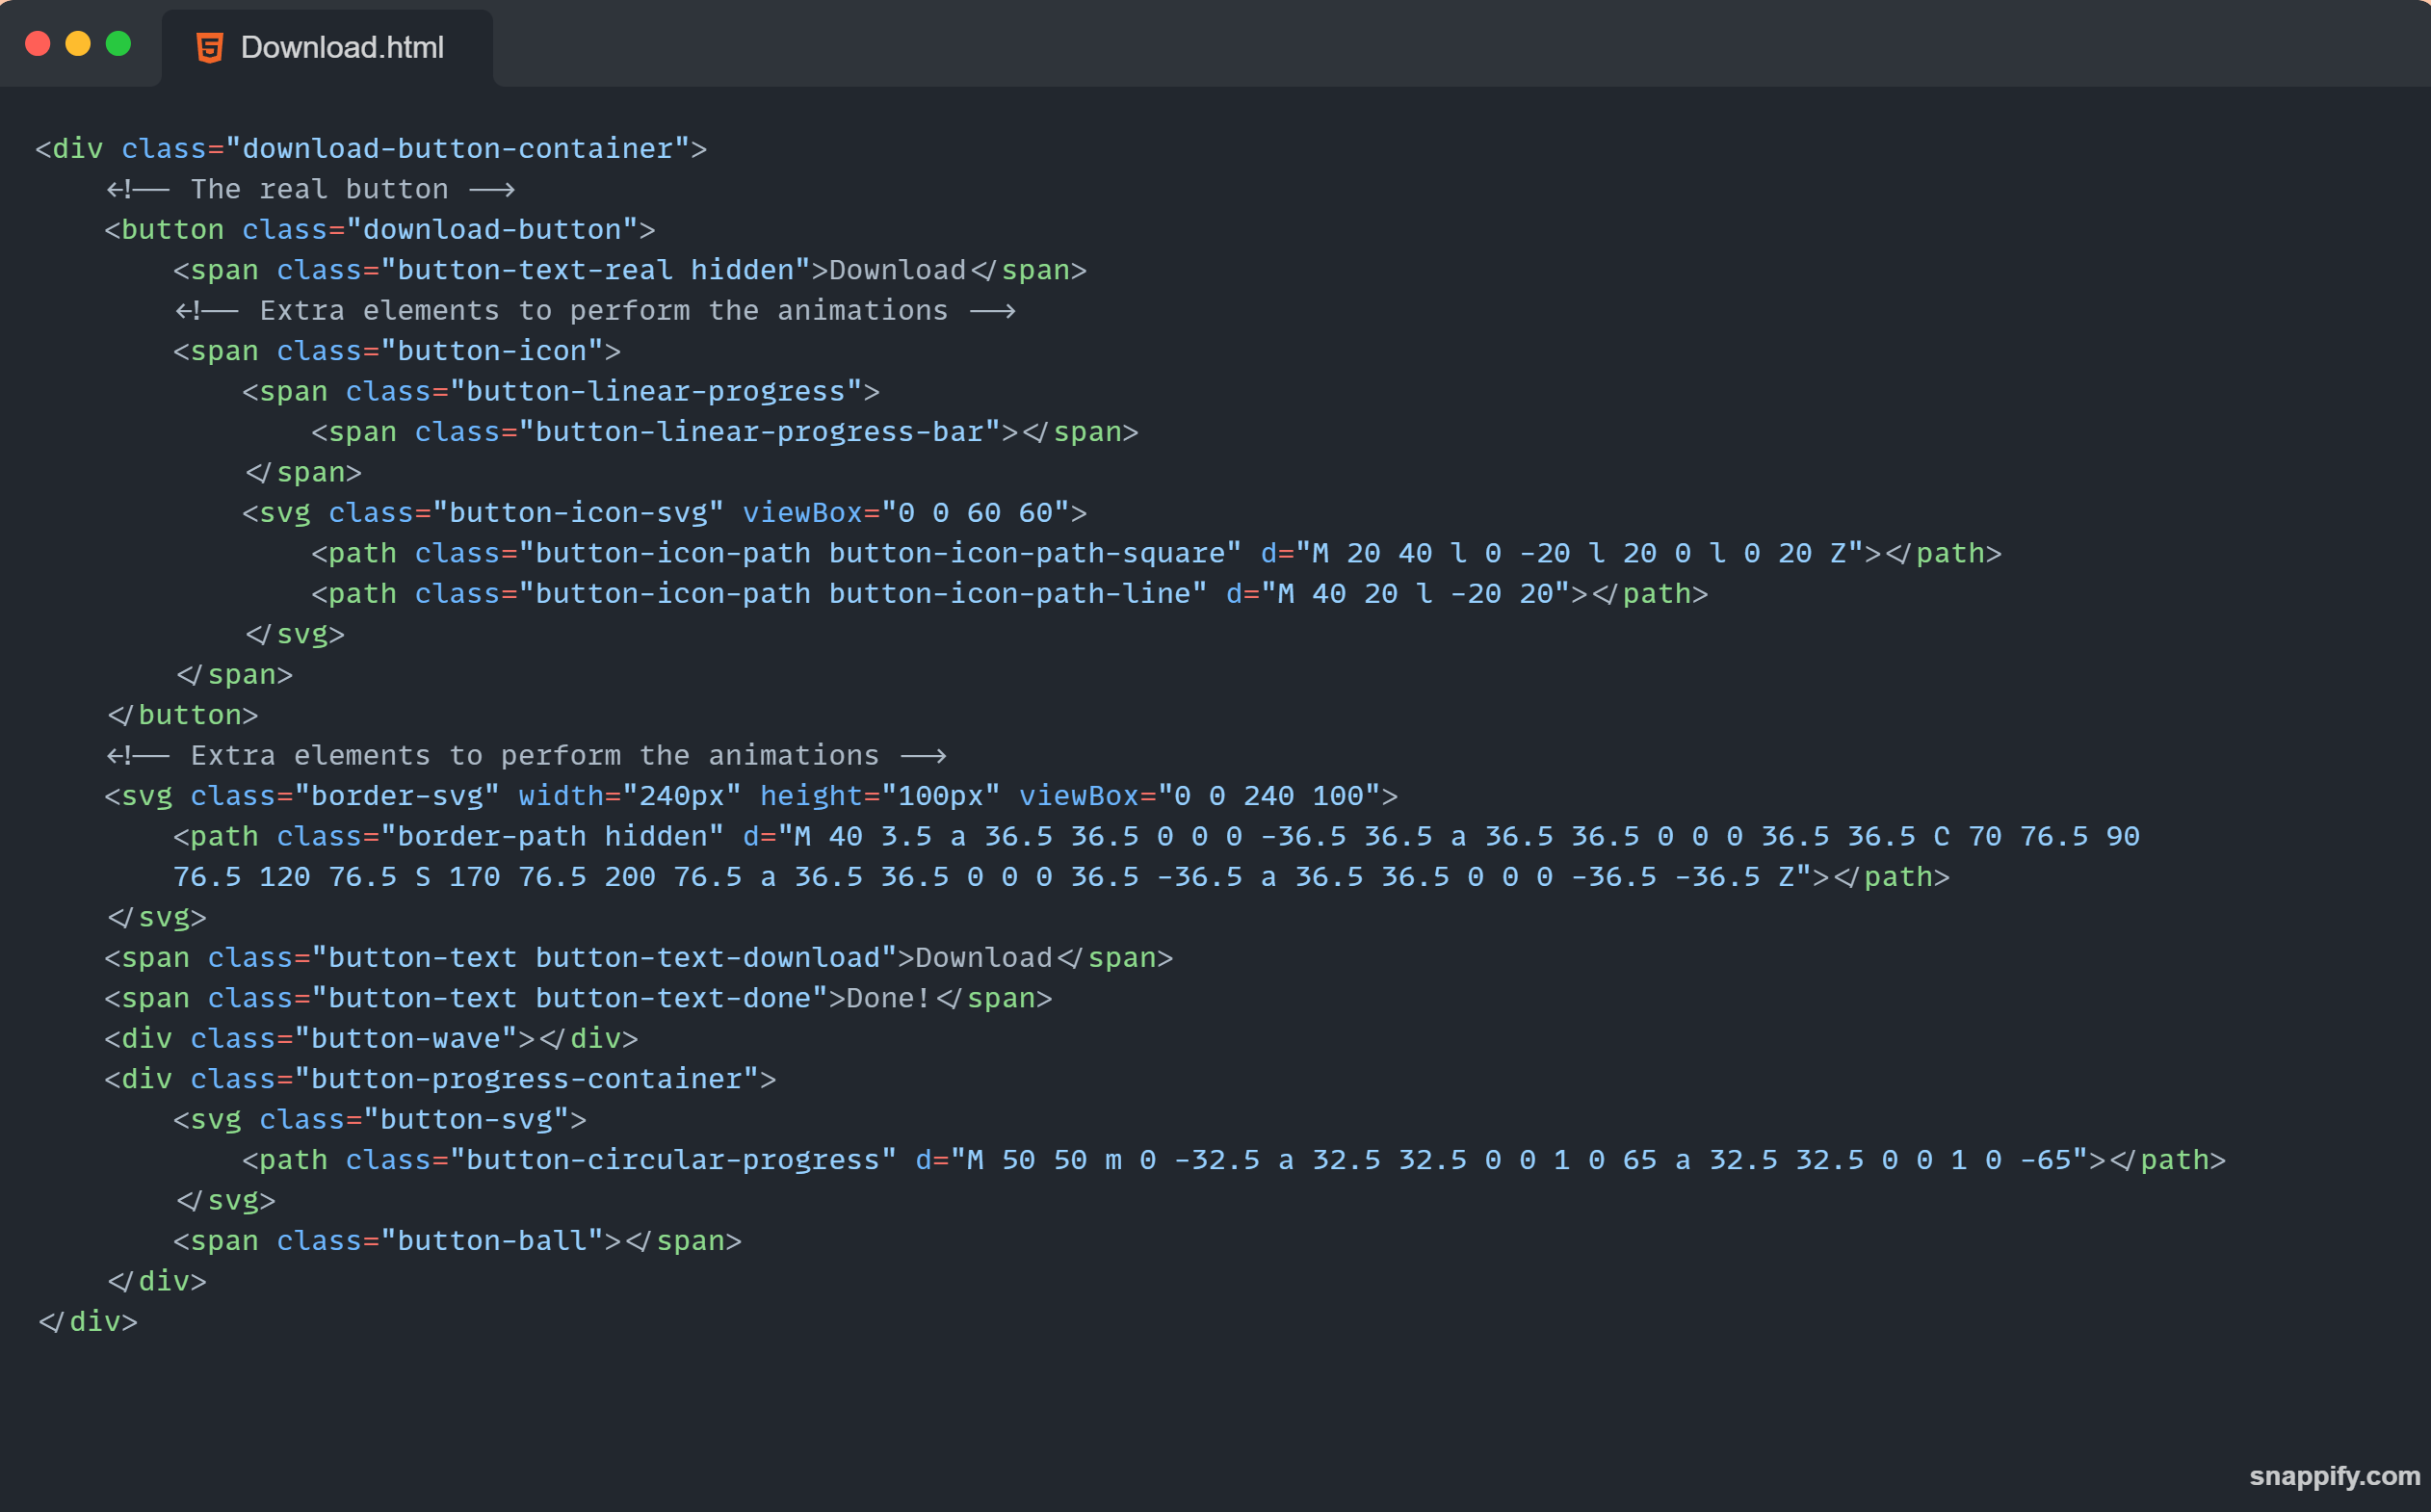 Download.html
<div class="download-button-container">
    <!-- The real button -->
    <button class="download-button">
        <span class="button-text-real hidden">Download</span>
        <!-- Extra elements to perform the animations -->
        <span class="button-icon">
            <span class="button-linear-progress">
                <span class="button-linear-progress-bar"></span>
            </span>
            <svg class="button-icon-svg" viewBox="0 0 60 60">
                <path class="button-icon-path button-icon-path-square" d="M 20 40 l 0 -20 l 20 0 l 0 20 Z"></path>
                <path class="button-icon-path button-icon-path-line" d="M 40 20 l -20 20"></path>
            </svg>
        </span>
    </button>
    <!-- Extra elements to perform the animations -->
    <svg class="border-svg" width="240px" height="100px" viewBox="0 0 240 100">
        <path class="border-path hidden" d="M 40 3.5 a 36.5 36.5 0 0 0 -36.5 36.5 a 36.5 36.5 0 0 0 36.5 36.5 C 70 76.5 90
        76.5 120 76.5 S 170 76.5 200 76.5 a 36.5 36.5 0 0 0 36.5 -36.5 a 36.5 36.5 0 0 0 -36.5 -36.5 Z"></path>
    </svg>
    <span class="button-text button-text-download">Download</span>
    <span class="button-text button-text-done">Done!</span>
    <div class="button-wave"></div>
    <div class="button-progress-container">
        <svg class="button-svg">
            <path class="button-circular-progress" d="M 50 50 m 0 -32.5 a 32.5 32.5 0 0 1 0 65 a 32.5 32.5 0 0 1 0 -65"></path>
        </svg>
        <span class="button-ball"></span>
    </div>
</div>
snappify.com